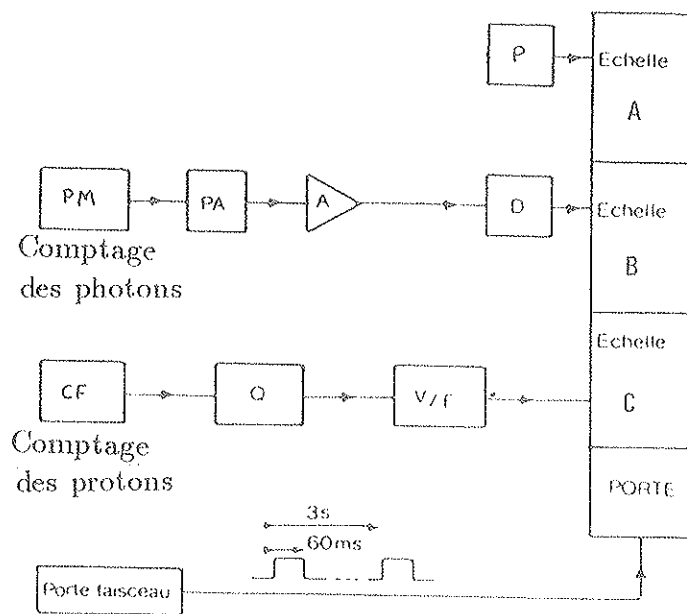 P
Echelle
A
PM
PA
A
D
Echelle
B
Comptage
des photons
Echelle
C
CF
Q
V/f
Comptage
des protons
PORTE
3s
60ms
Porte faisceau